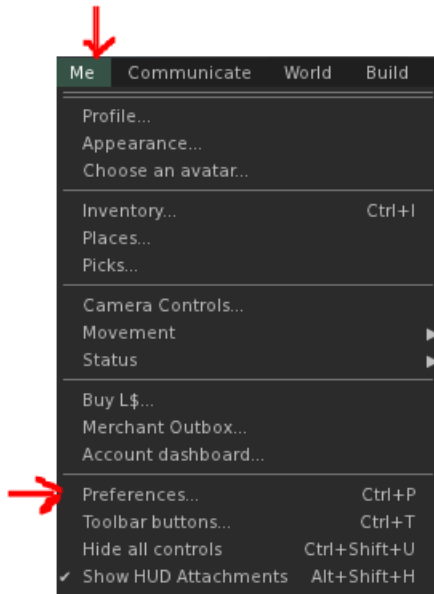 Me Communicate World Build
Profile...
Appearance...
Choose an avatar...
Inventory... Ctrl+I
Places...
Picks...
Camera Controls...
Movement
Status
Buy L$...
Merchant Outbox...
Account dashboard...
Preferences... Ctrl+P
Toolbar buttons... Ctrl+T
Hide all controls Ctrl+Shift+U
✔ Show HUD Attachments Alt+Shift+H